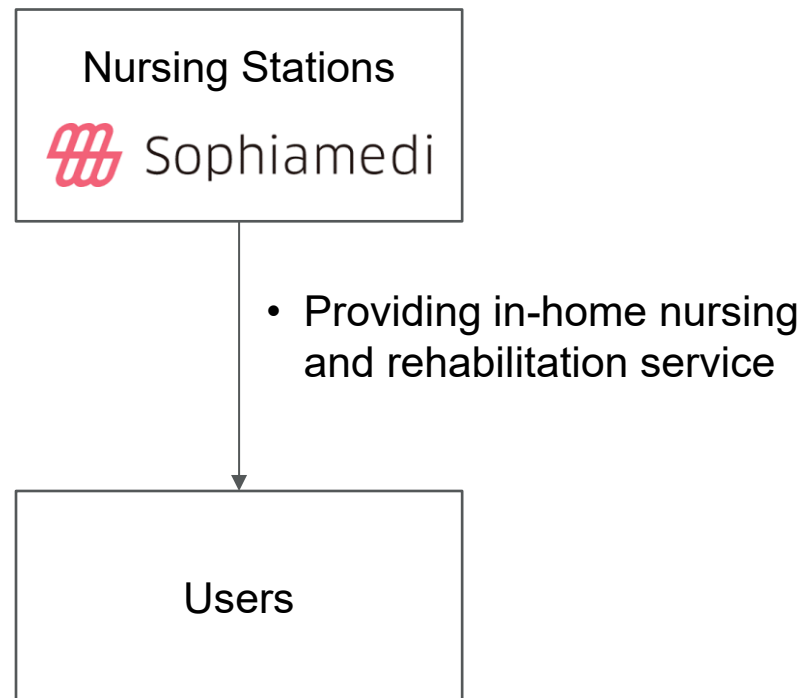 Nursing Stations
Sophiamedi
• Providing in-home nursing
and rehabilitation service
Users